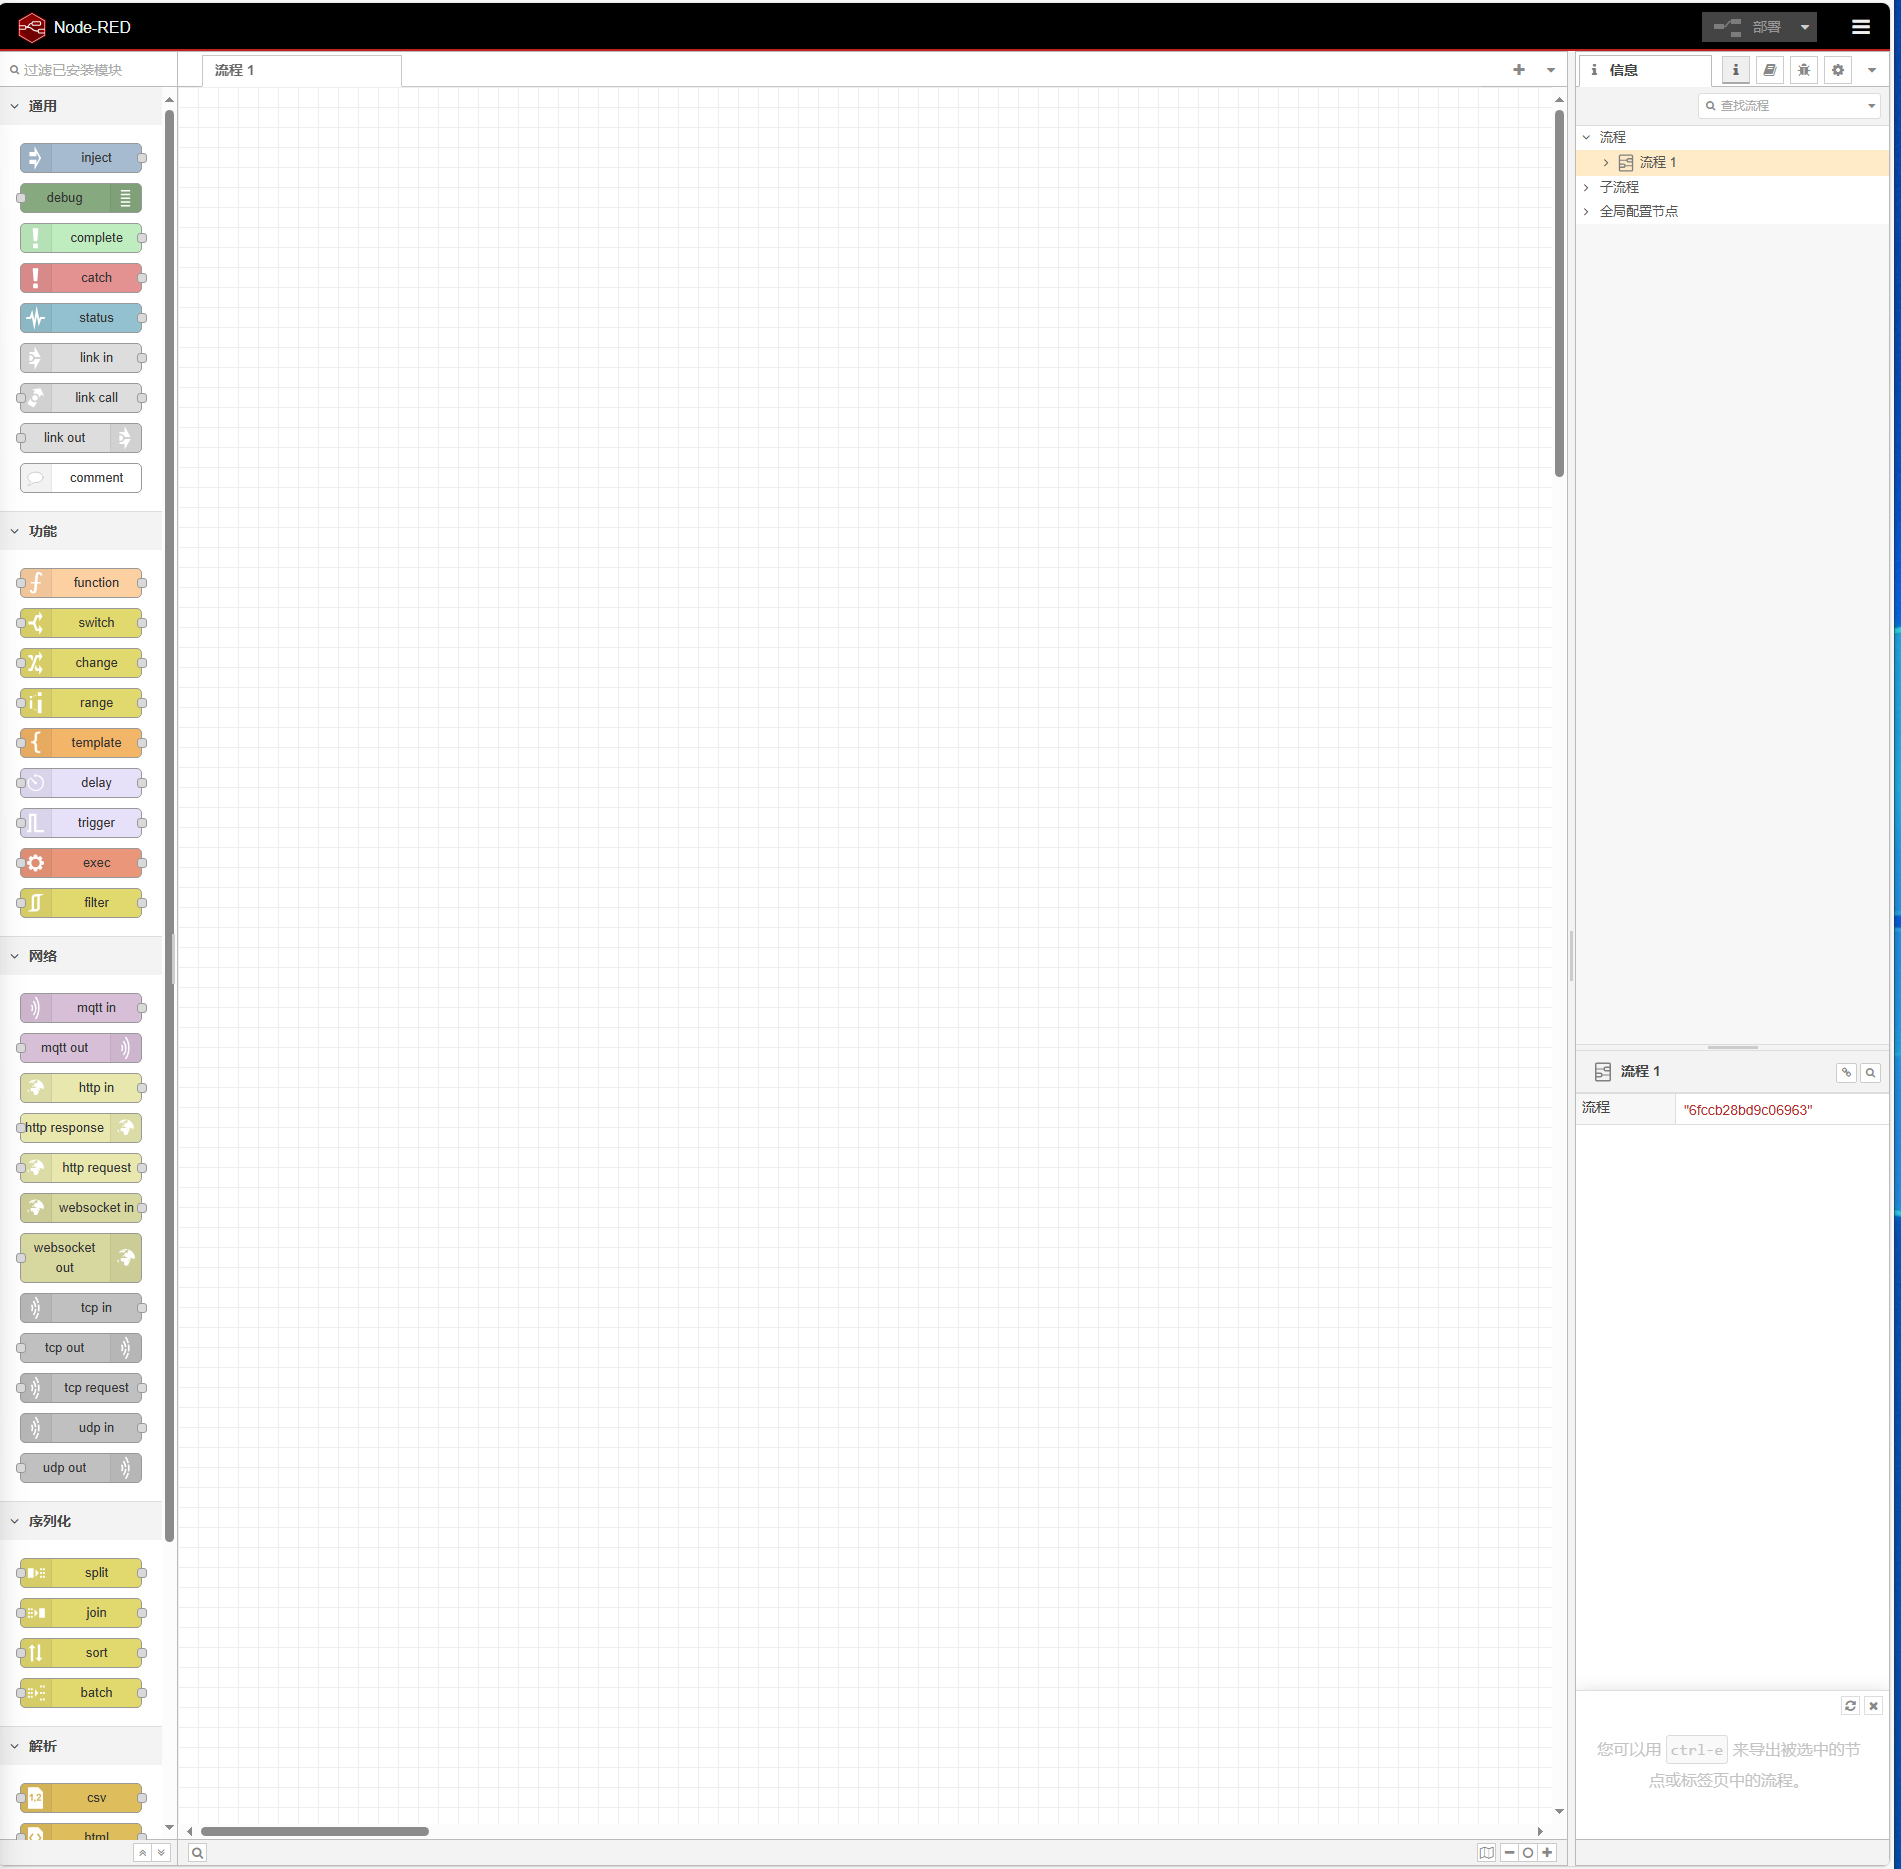 Node-RED
部署
过滤已安装模块
通用
inject
debug
complete
catch
status
link in
link call
link out
comment
功能
function
switch
change
range
template
delay
trigger
exec
filter
网络
mqtt in
mqtt out
http in
http response
http request
websocket in
websocket
out
tcp in
tcp out
tcp request
udp in
udp out
序列化
split
join
sort
batch
解析
csv
html
流程 1
信息
查找流程
流程
流程 1
子流程
全局配置节点
流程 1
流程
"6fccb28bd9c06963"
您可以用 ctrl-e 来导出被选中的节
点或标签页中的流程。